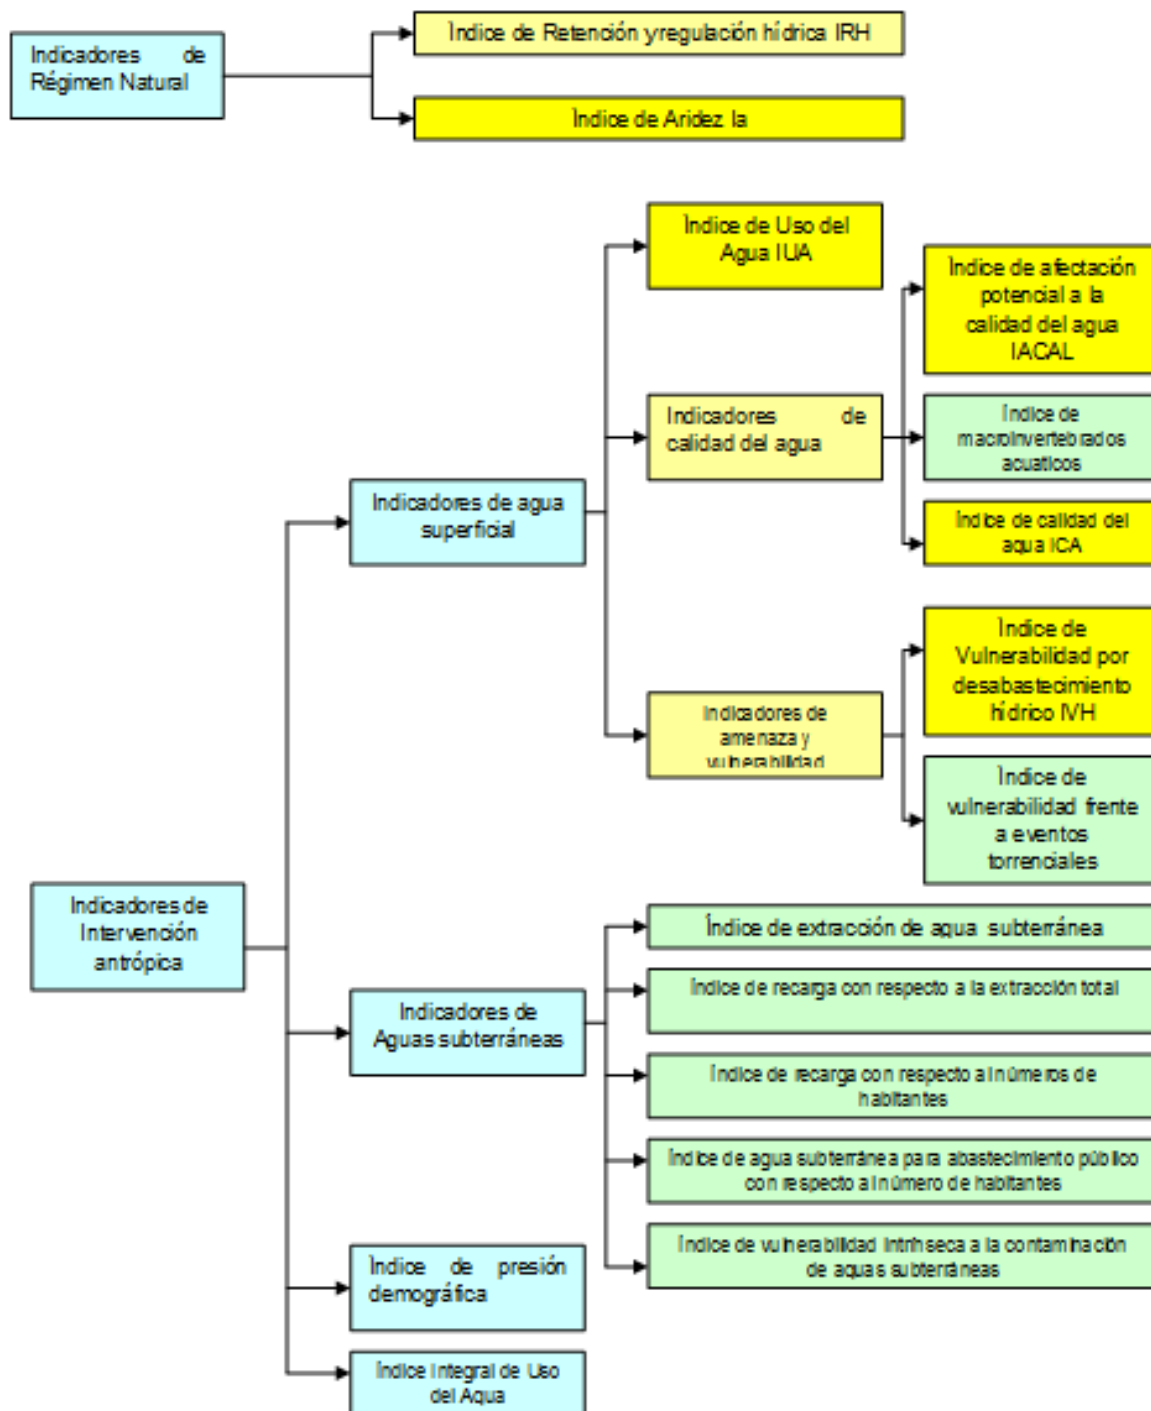 Indicadores de
Régimen Natural
Índice de Retención yregulación hídrica IRH
Índice de Aridez Ia
Índice de Uso del
Agua IUA
Índice de afectación
potencial a la
calidad del agua
IACAL
Indicadores de
calidad del agua
Índice de
macroinvertebrados
acuaticos
Índice de calidad del
agua ICA
Indicadores de agua
superficial
Índice de
Vulnerabilidad por
desabastecimiento
hídrico IVH
Indicadores de
amenaza y
vulnerabilidad
Índice de
vulnerabilidad frente
a eventos
torrenciales
Indicadores de
Intervención
antrópica
Índice de extracción de agua subterránea
Índice de recarga con respecto a la extracción total
Indicadores de
Aguas subterráneas
Índice de recarga con respecto al números de
habitantes
Índice de agua subterránea para abastecimiento público
con respecto al número de habitantes
Índice de vulnerabilidad intrínseca a la contaminación
de aguas subterráneas
Índice de presión
demográfica
Índice Integral de Uso
del Agua